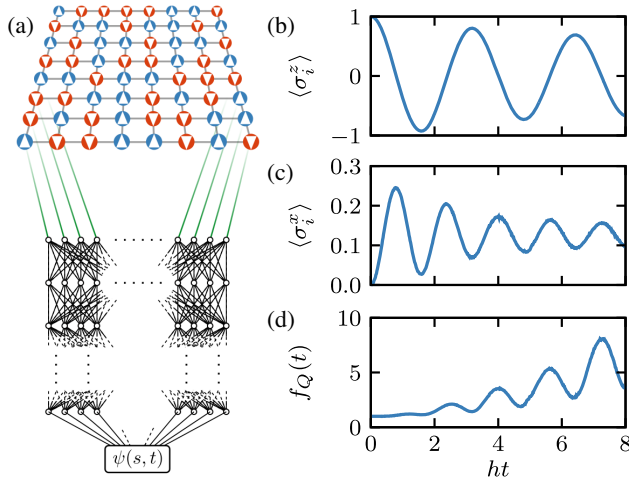 (a)
ψ(s, t)
(b)
⟨σ_i^z⟩
1
0
−1
(c)
⟨σ_i^x⟩
0.3
0.2
0.1
0.0
(d)
f_Q(t)
10
5
0
0 2 4 6 8
ht